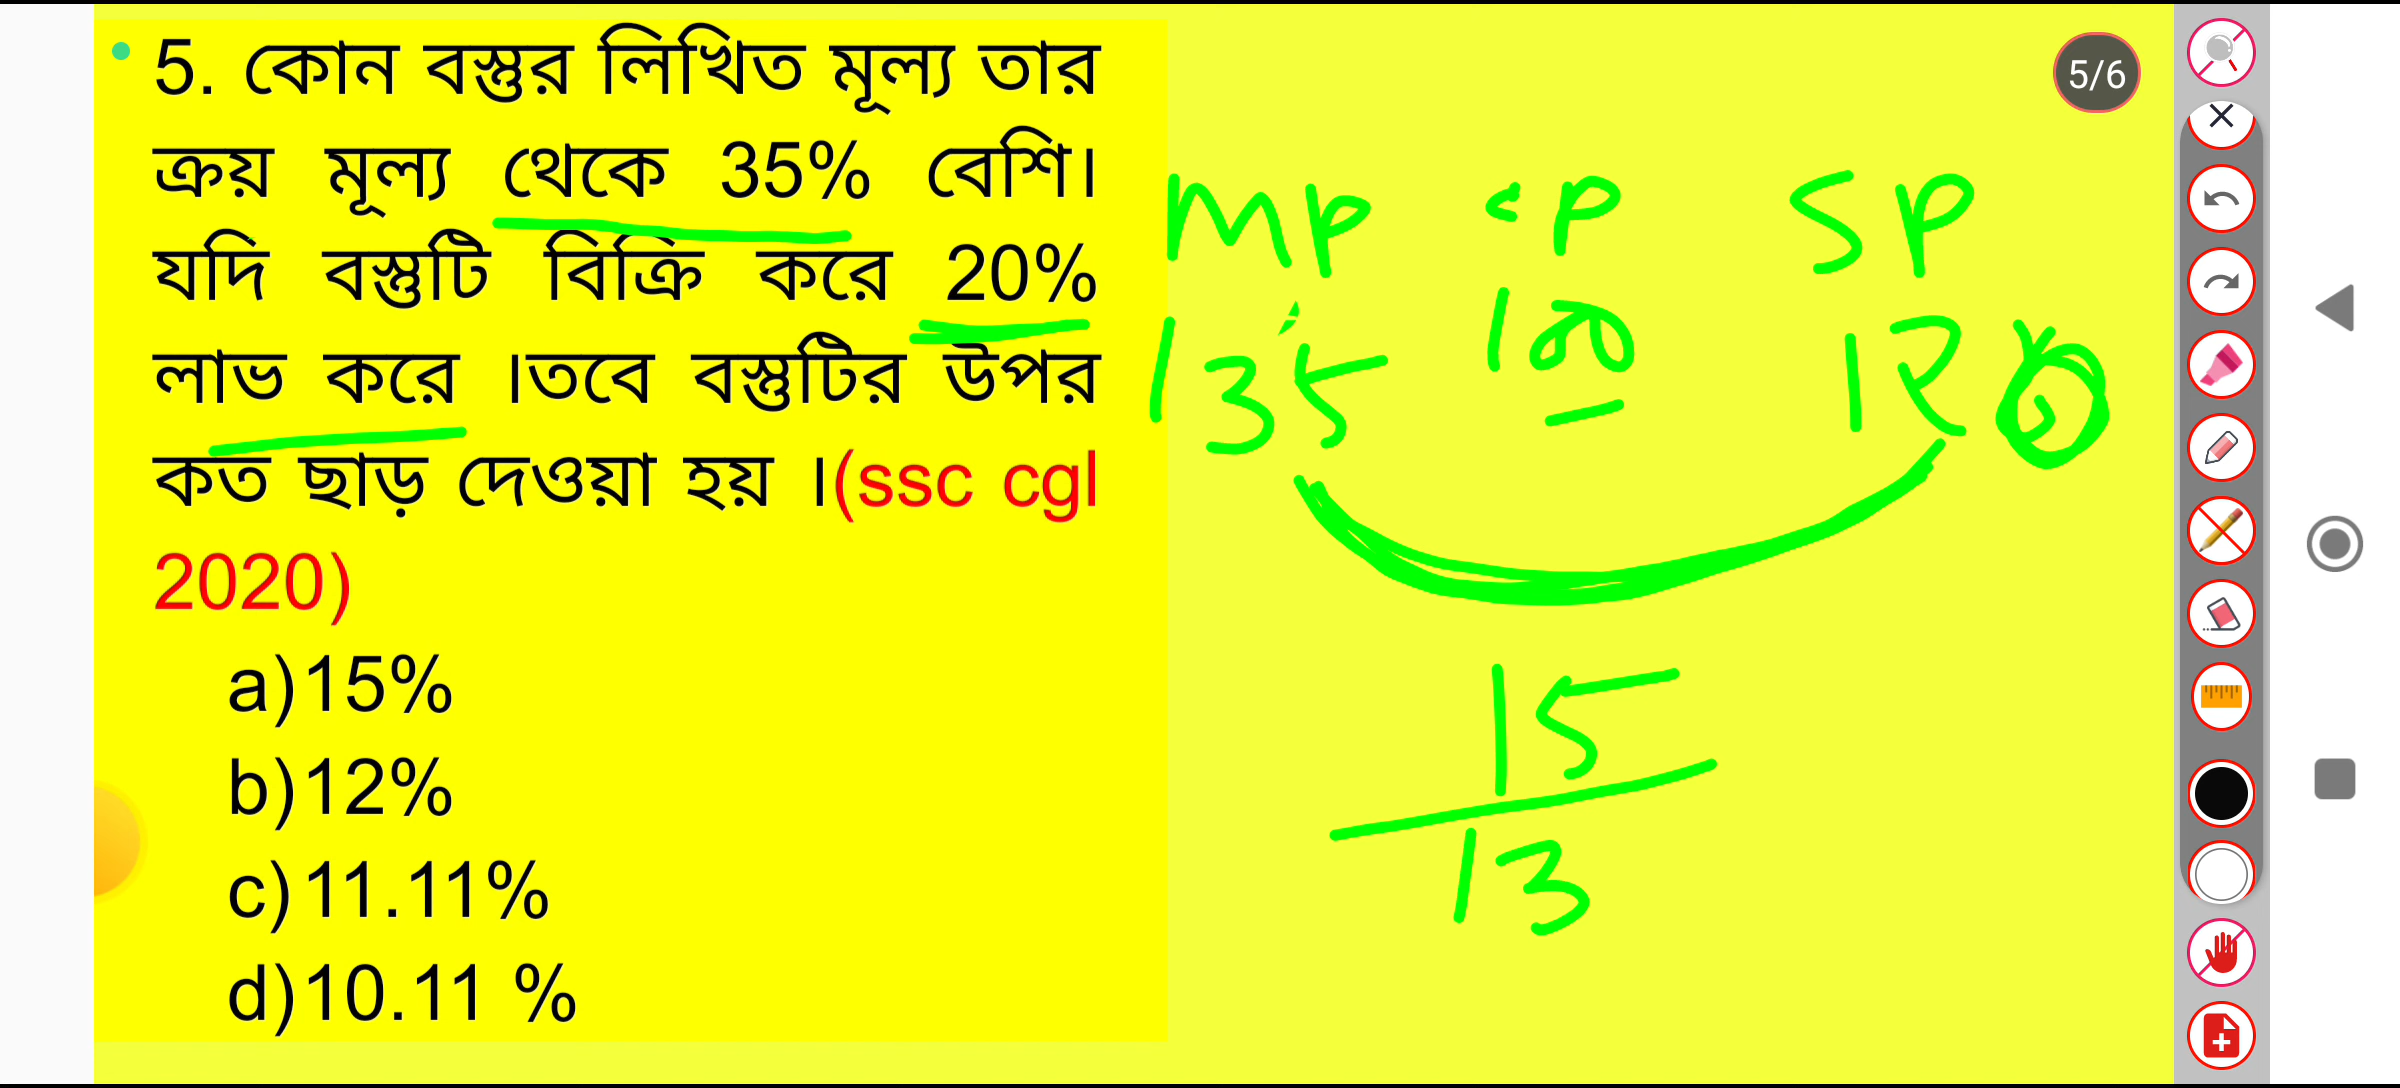 5. কোন বস্তুর লিখিত মূল্য তার
ক্রয় মূল্য থেকে 35% বেশি।
যদি বস্তুটি বিক্রি করে 20%
লাভ করে ।তবে বস্তুটির উপর
কত ছাড় দেওয়া হয় ।(ssc cgl
2020)
a)15%
b)12%
c)11.11%
d)10.11 %
5/6
MP CP SP
135 100 120
15
13